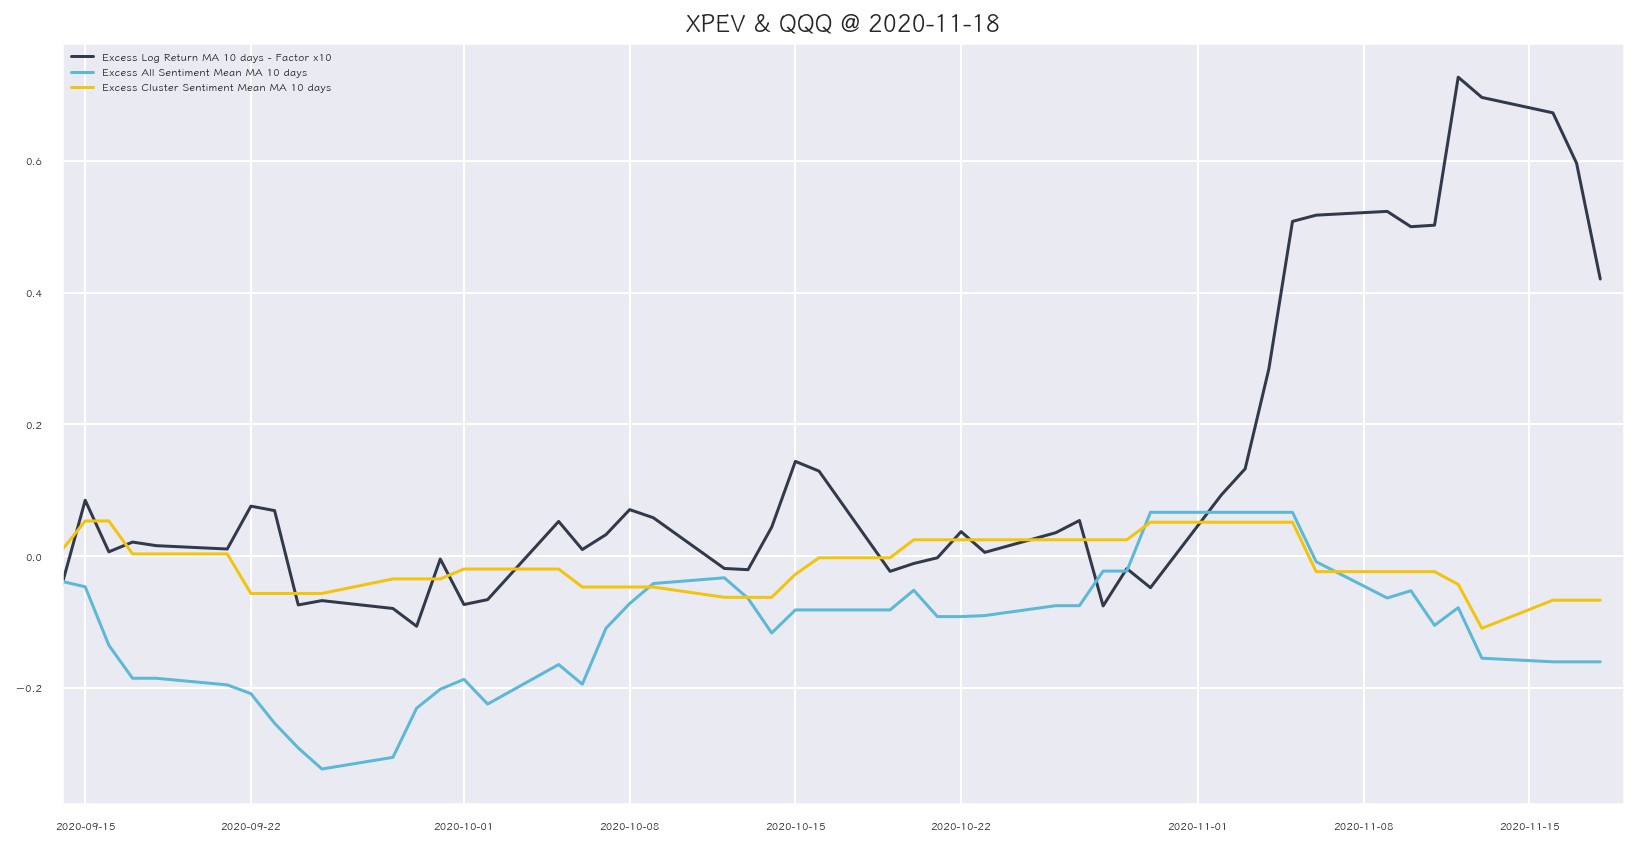 XPEV & QQQ @ 2020-11-18
Excess Log Return MA 10 days - Factor x10
Excess All Sentiment Mean MA 10 days
Excess Cluster Sentiment Mean MA 10 days
0.6
0.4
0.2
0.0
−0.2
2020-09-15 2020-09-22 2020-10-01 2020-10-08 2020-10-15 2020-10-22 2020-11-01 2020-11-08 2020-11-15